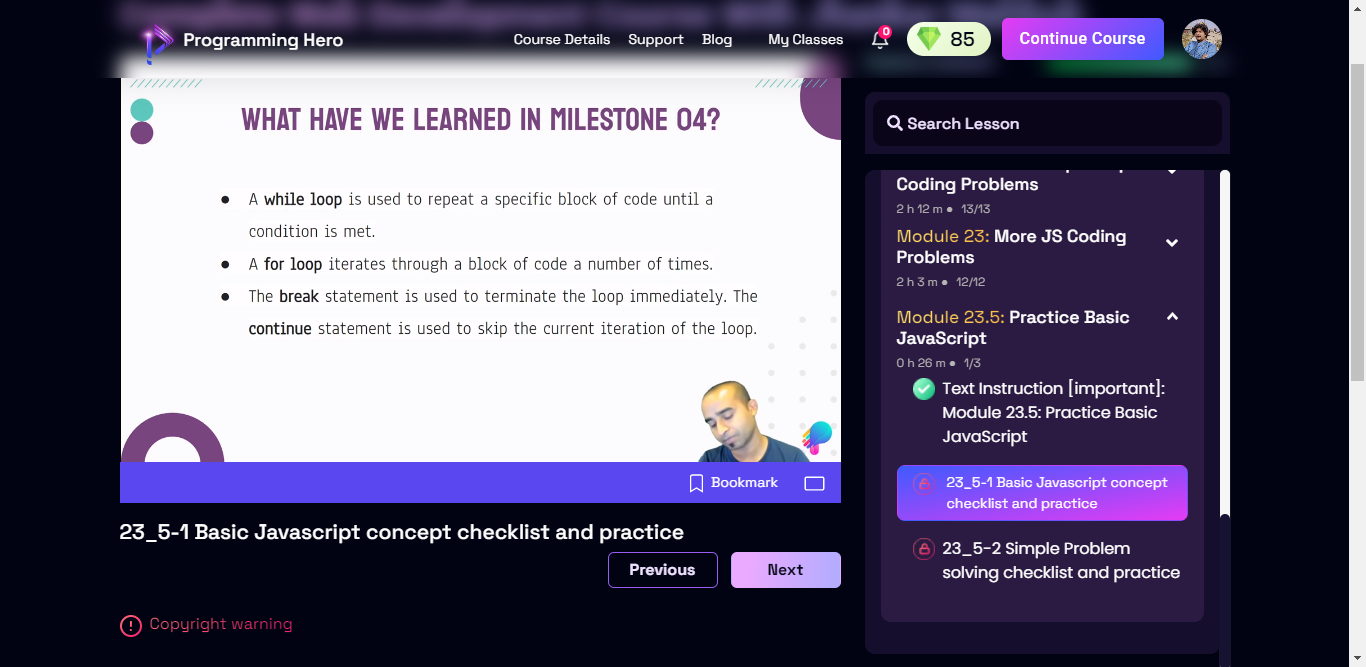 Programming Hero
Course Details
Support
Blog
My Classes
0
85
Continue Course
WHAT HAVE WE LEARNED IN MILESTONE 04?
● A while loop is used to repeat a specific block of code until a
condition is met.
● A for loop iterates through a block of code a number of times.
● The break statement is used to terminate the loop immediately. The
continue statement is used to skip the current iteration of the loop.
Bookmark
23_5-1 Basic Javascript concept checklist and practice
Previous
Next
Copyright warning
Search Lesson
Coding Problems
2 h 12 m ● 13/13
Module 23: More JS Coding
Problems
2 h 3 m ● 12/12
Module 23.5: Practice Basic
JavaScript
0 h 26 m ● 1/3
Text Instruction [important]:
Module 23.5: Practice Basic
JavaScript
23_5-1 Basic Javascript concept
checklist and practice
23_5-2 Simple Problem
solving checklist and practice